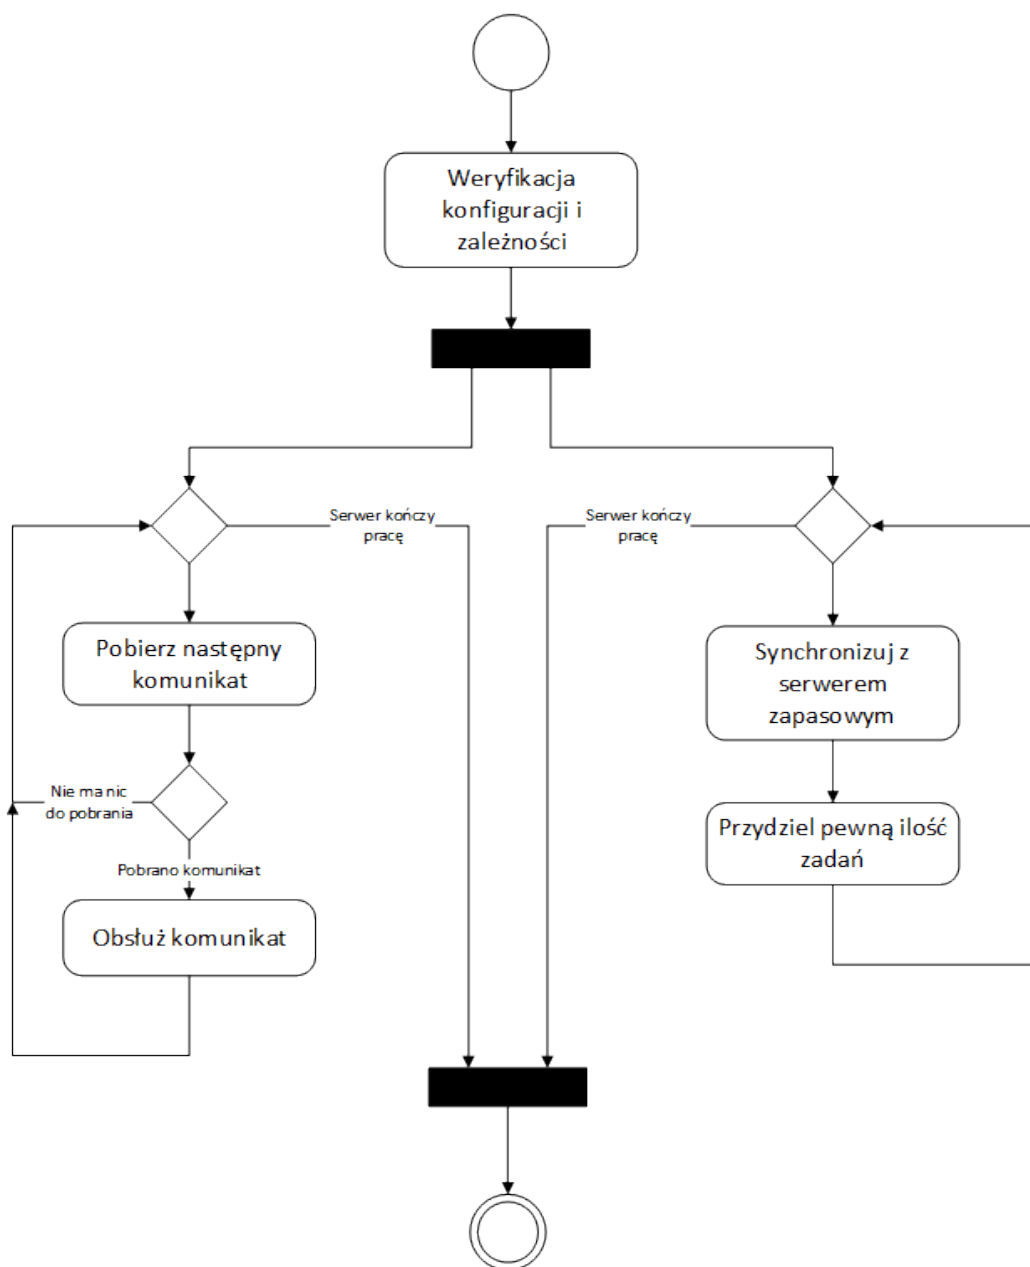 Weryfikacja
konfiguracji i
zależności
Serwer kończy
pracę
Serwer kończy
pracę
Pobierz następny
komunikat
Synchronizuj z
serwerem
zapasowym
Nie ma nic
do pobrania
Przydziel pewną ilość
zadań
Pobrano komunikat
Obsłuż komunikat